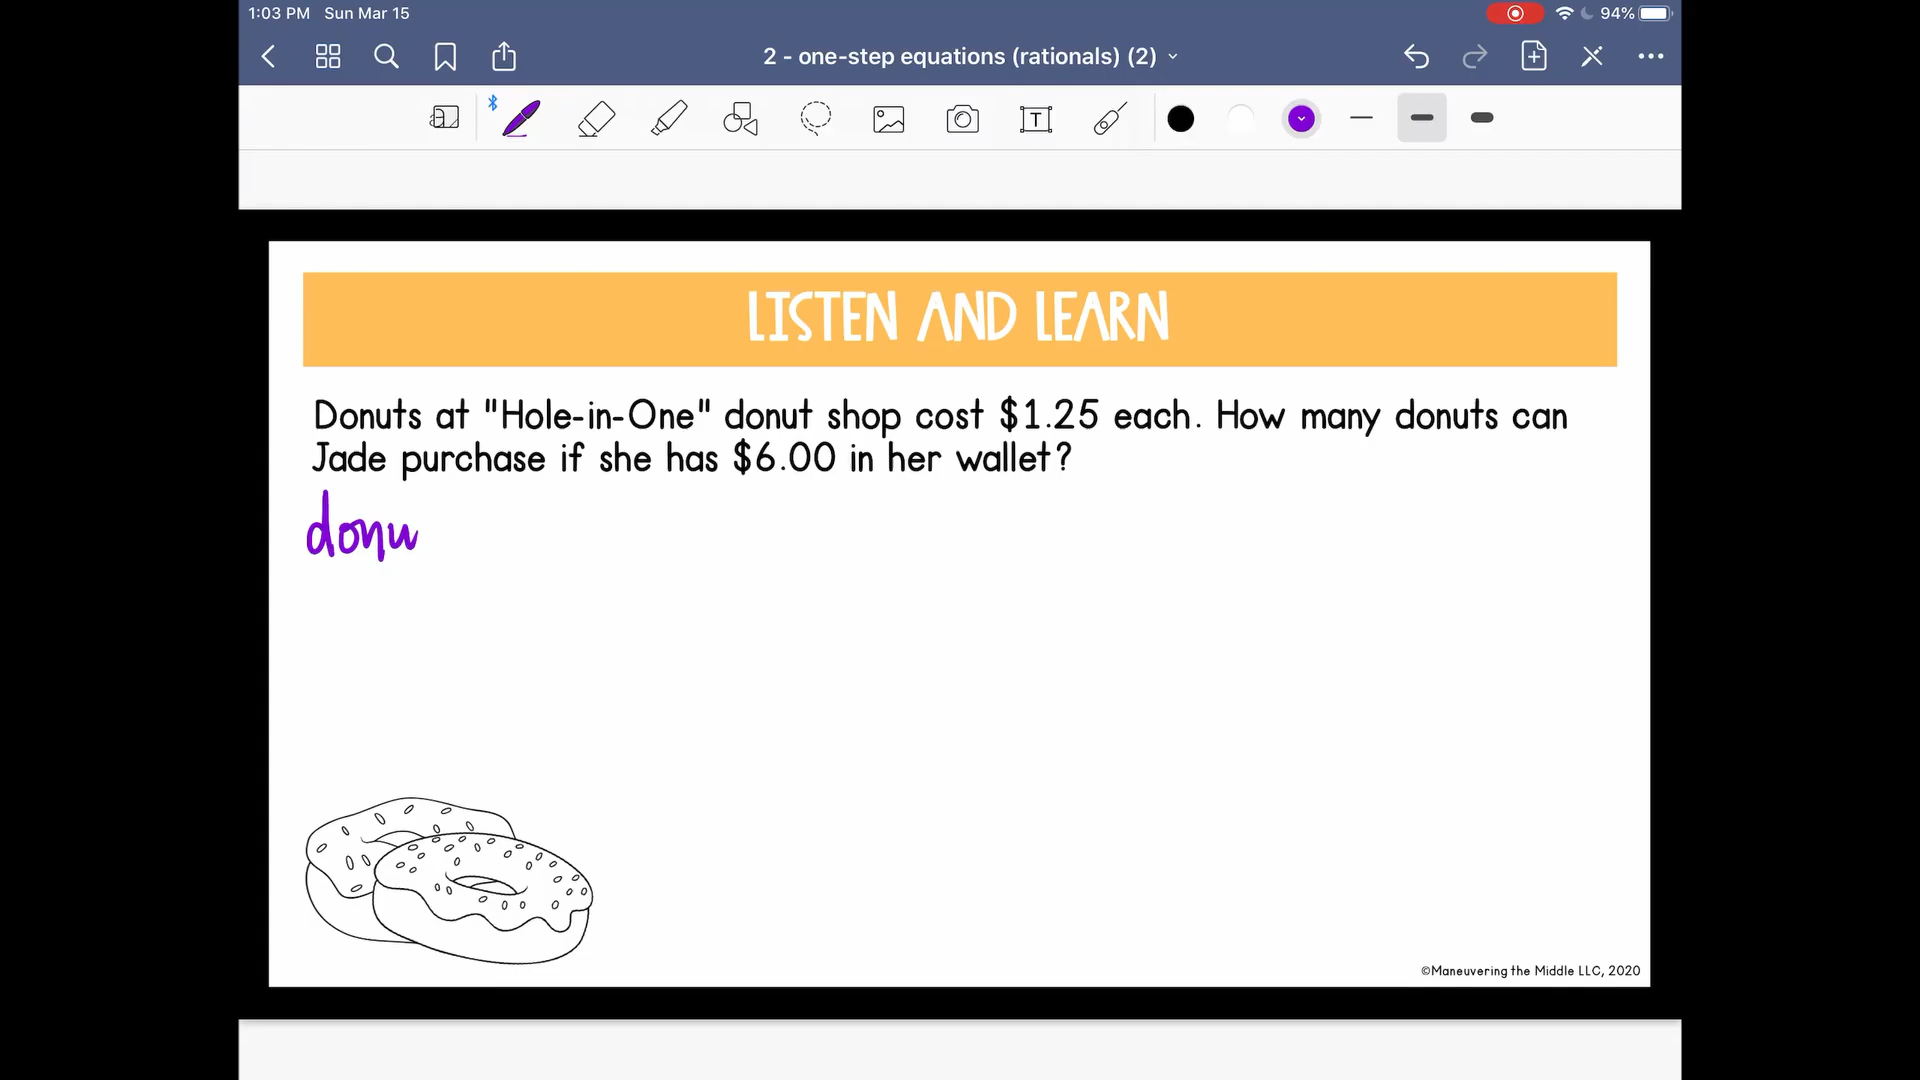 1:03 PM Sun Mar 15
94%
2 - one-step equations (rationals) (2)
T
LISTEN AND LEARN
Donuts at "Hole-in-One" donut shop cost $1.25 each. How many donuts can
Jade purchase if she has $6.00 in her wallet?
donu
©Maneuvering the Middle LLC, 2020